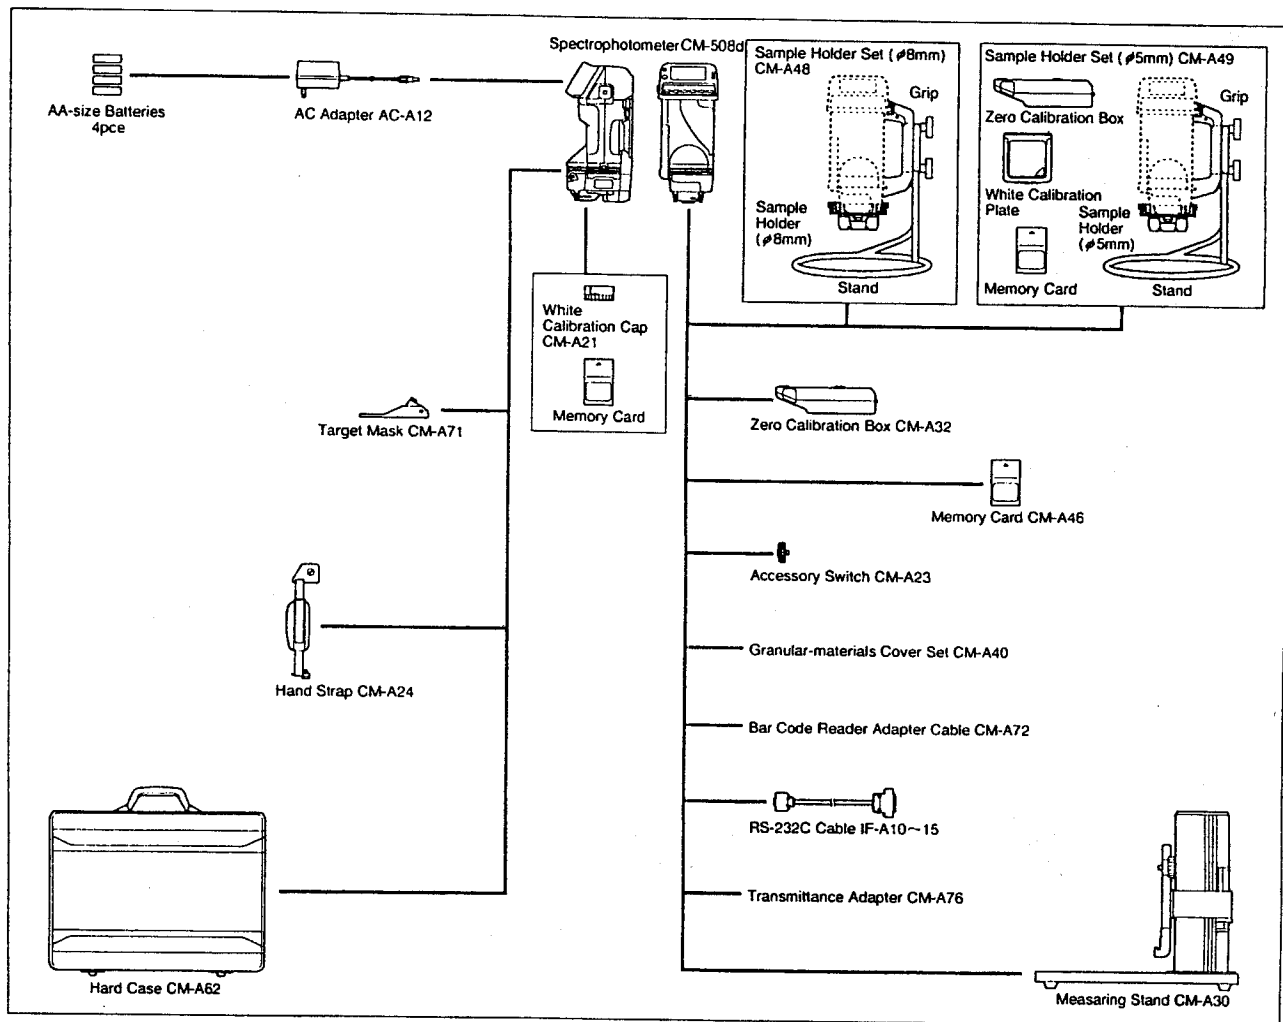 Spectrophotometer CM-508d
AA-size Batteries
4pce
AC Adapter AC-A12
Sample Holder Set (⌀8mm)
CM-A48
Grip
Sample
Holder
(⌀8mm)
Stand
Sample Holder Set (⌀5mm) CM-A49
Grip
Zero Calibration Box
White Calibration
Plate
Sample
Holder
(⌀5mm)
Memory Card
Stand
White
Calibration Cap
CM-A21
Memory Card
Target Mask CM-A71
Zero Calibration Box CM-A32
Memory Card CM-A46
Accessory Switch CM-A23
Hand Strap CM-A24
Granular-materials Cover Set CM-A40
Bar Code Reader Adapter Cable CM-A72
RS-232C Cable IF-A10~15
Transmittance Adapter CM-A76
Hard Case CM-A62
Measaring Stand CM-A30